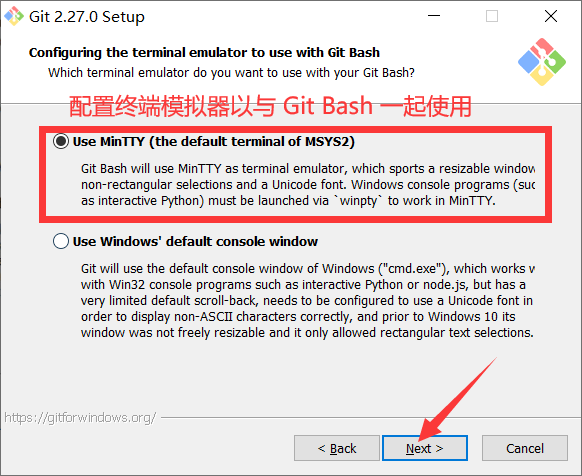 Git 2.27.0 Setup
Configuring the terminal emulator to use with Git Bash
Which terminal emulator do you want to use with your Git Bash?
配置终端模拟器以与 Git Bash 一起使用
Use MinTTY (the default terminal of MSYS2)
Git Bash will use MinTTY as terminal emulator, which sports a resizable window
non-rectangular selections and a Unicode font. Windows console programs (suc
as interactive Python) must be launched via `winpty` to work in MinTTY.
Use Windows' default console window
Git will use the default console window of Windows ("cmd.exe"), which works w
with Win32 console programs such as interactive Python or node.js, but has a
very limited default scroll-back, needs to be configured to use a Unicode font in
order to display non-ASCII characters correctly, and prior to Windows 10 its
window was not freely resizable and it only allowed rectangular text selections.
https://gitforwindows.org/
< Back
Next >
Cancel